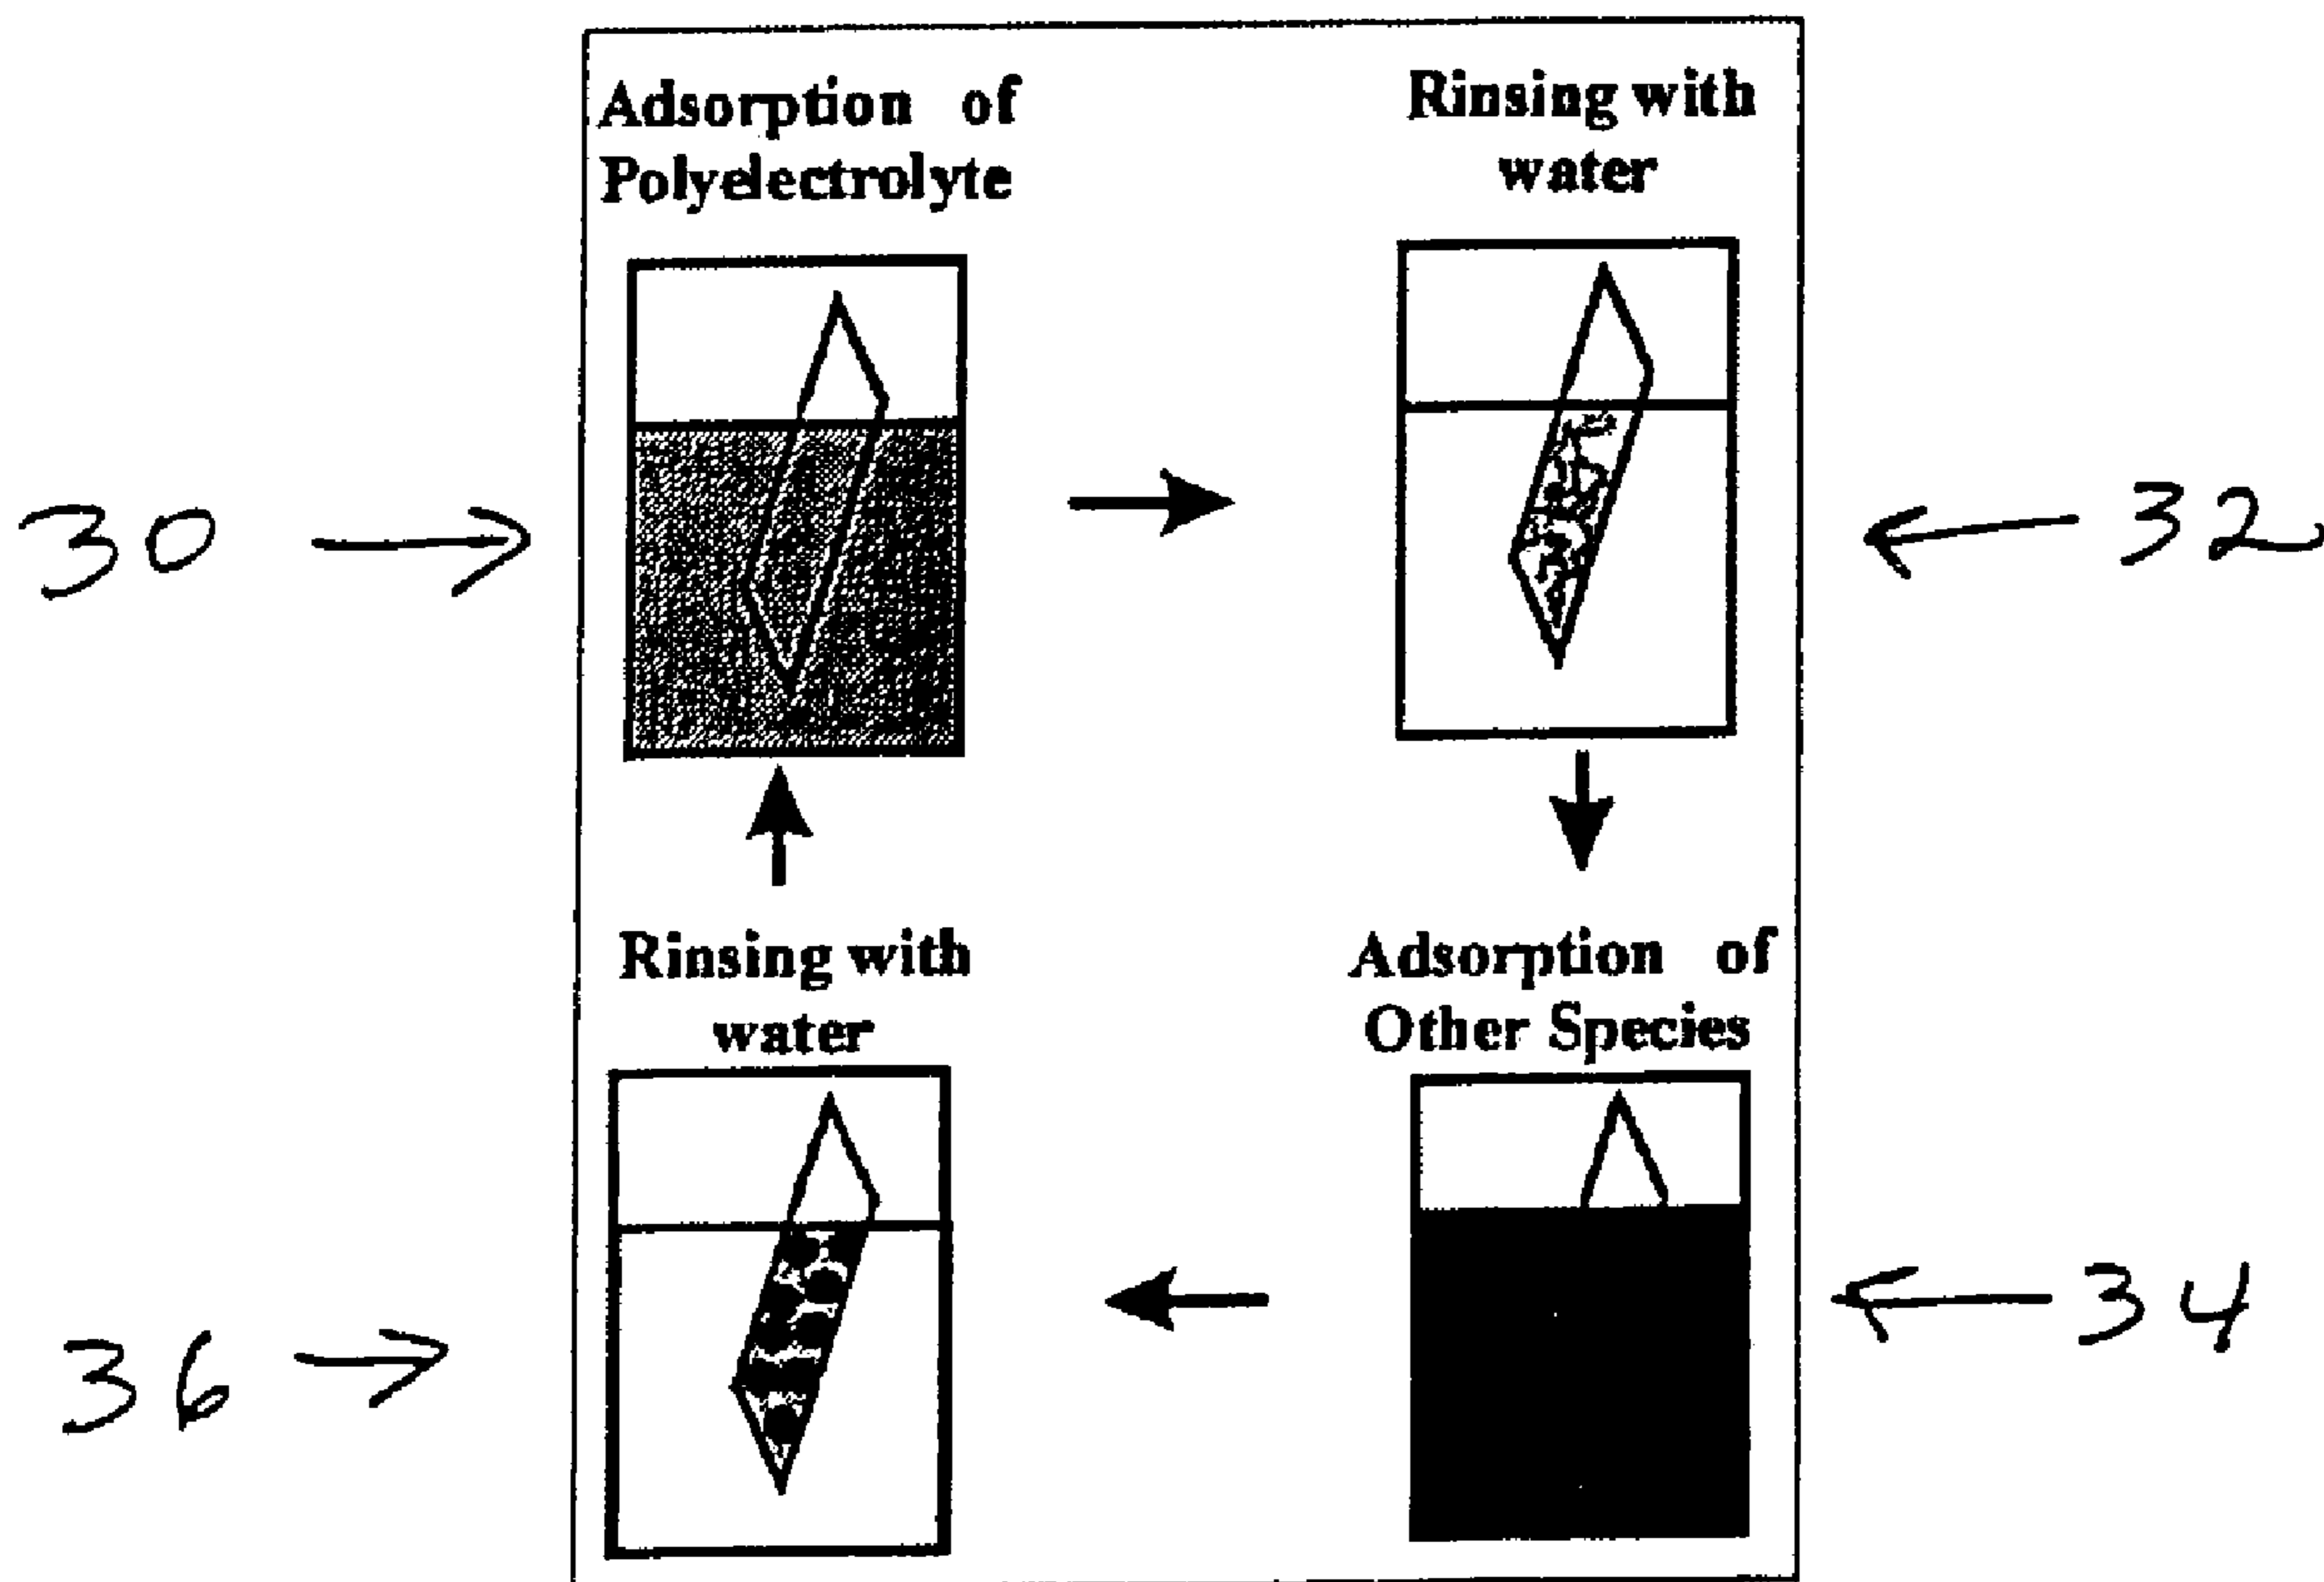 Adsorption of
Polyelectrolyte
Rinsing with
water
30
32
Rinsing with
water
Adsorption of
Other Species
36
34